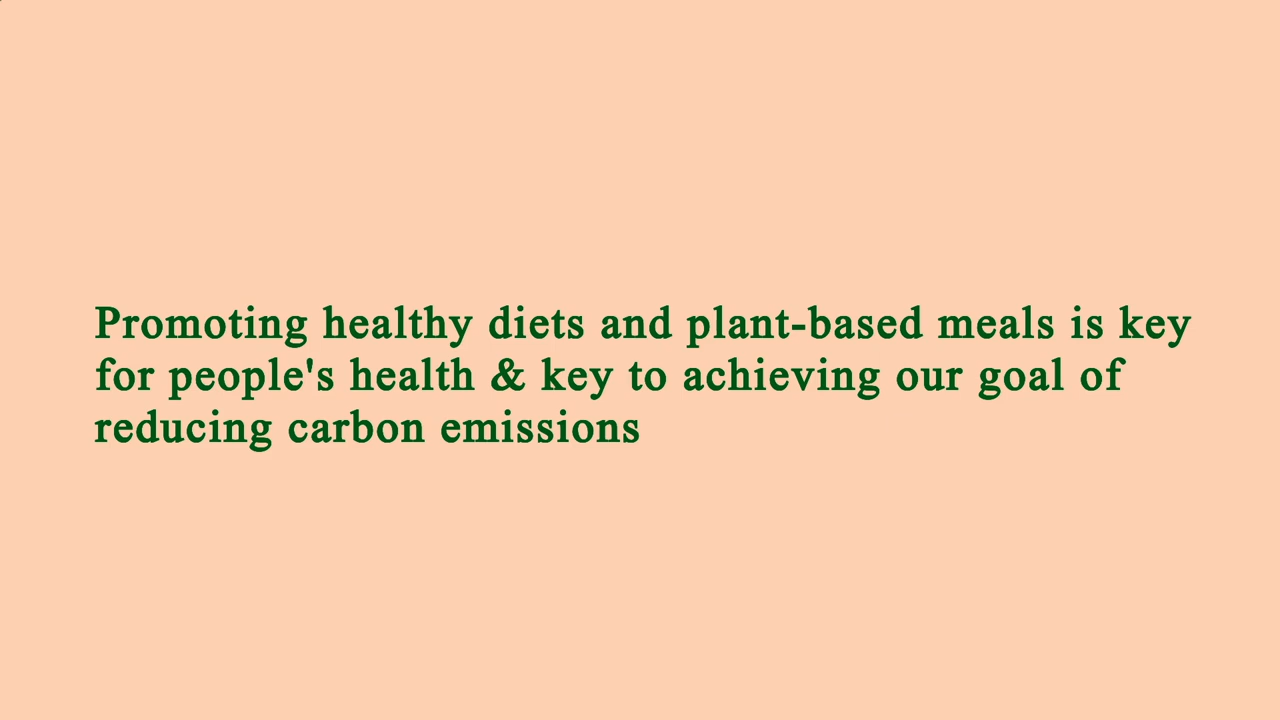 Promoting healthy diets and plant-based meals is key
for people's health & key to achieving our goal of
reducing carbon emissions